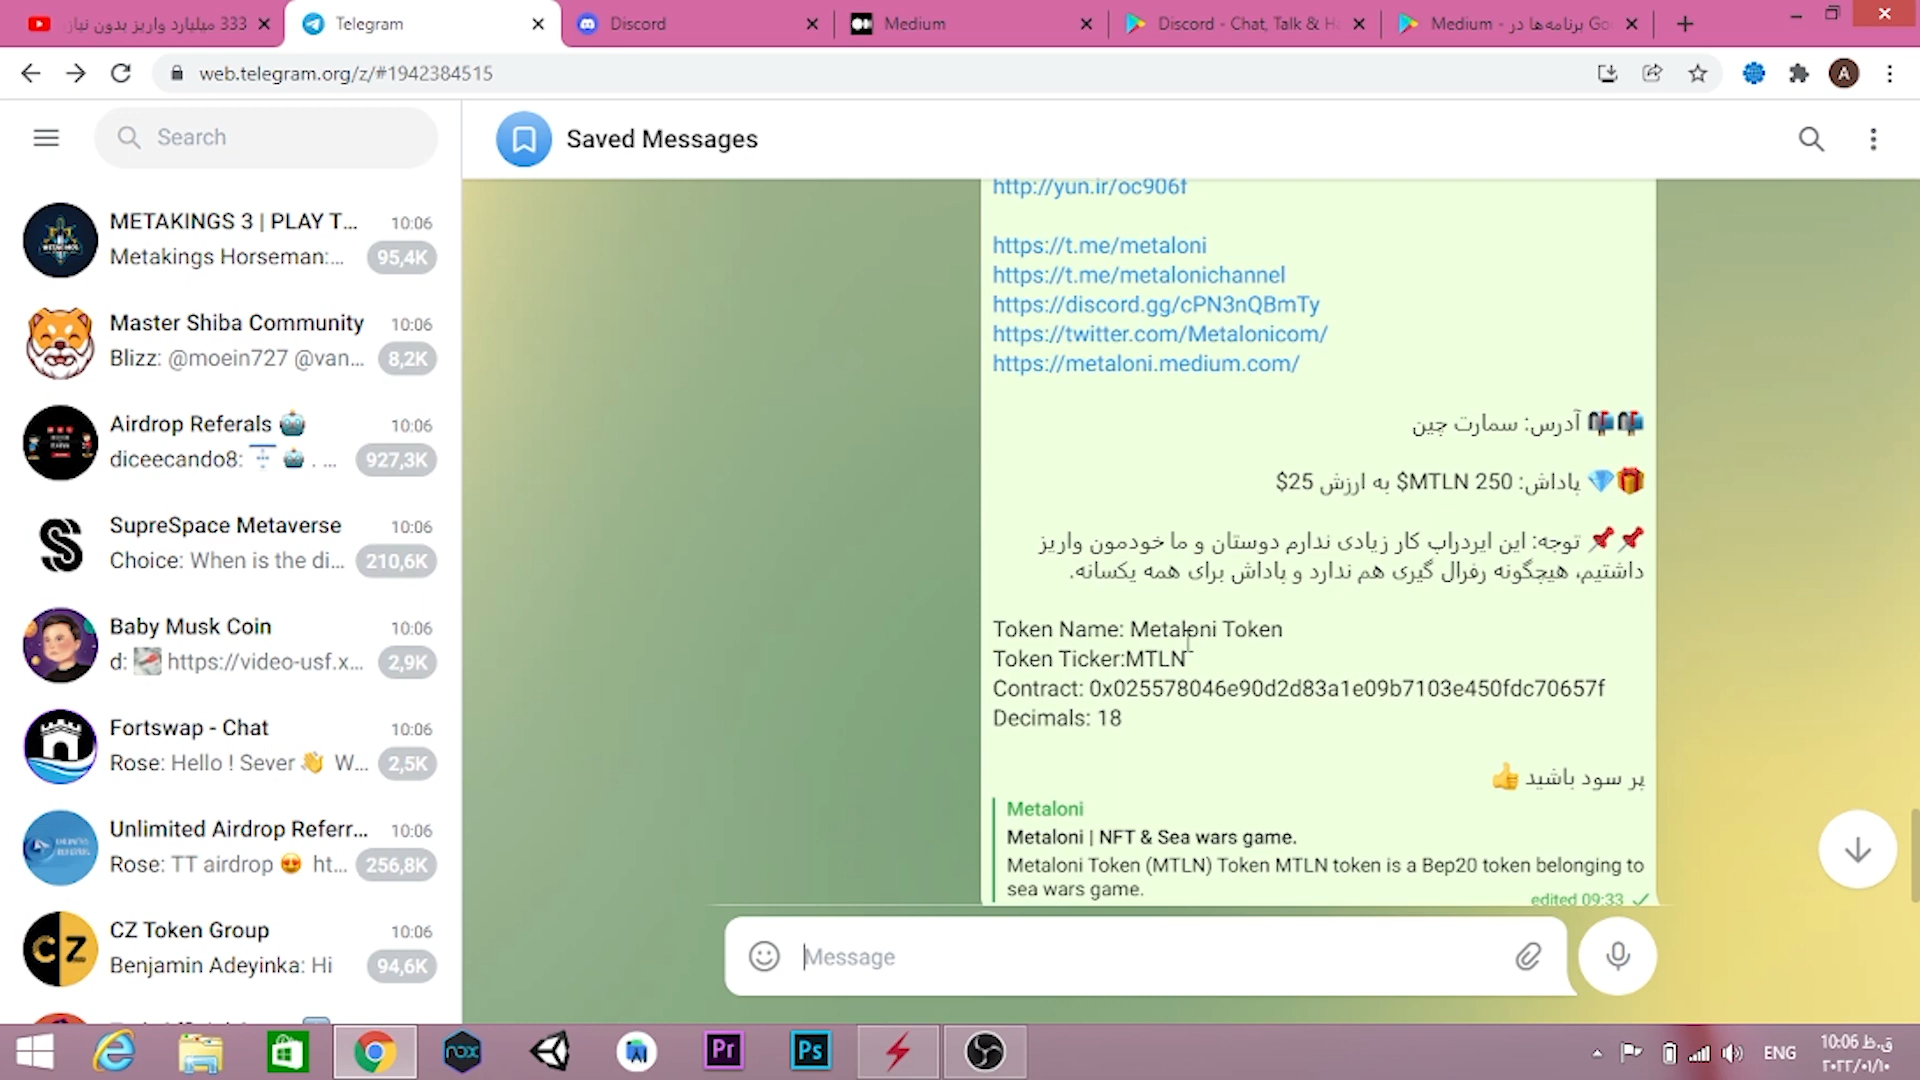 333 میلیارد واریز بدون نیاز
Telegram
Discord
Medium
Discord - Chat, Talk & Ha
Medium - برنامه‌ها در Go
web.telegram.org/z/#1942384515
A
Search
Saved Messages
METAKINGS 3 | PLAY T... 10:06
Metakings Horseman:... 95,4K
Master Shiba Community 10:06
Blizz: @moein727 @van... 8,2K
Airdrop Referals 🤖 10:06
diceecando8: 🤖 . ... 927,3K
SupreSpace Metaverse 10:06
Choice: When is the di... 210,6K
Baby Musk Coin 10:06
d: https://video-usf.x... 2,9K
Fortswap - Chat 10:06
Rose: Hello ! Sever 👋 W... 2,5K
Unlimited Airdrop Referr... 10:06
Rose: TT airdrop 😍 ht... 256,8K
CZ Token Group 10:06
Benjamin Adeyinka: Hi 94,6K
http://yun.ir/oc906f
https://t.me/metaloni
https://t.me/metalonichannel
https://discord.gg/cPN3nQBmTy
https://twitter.com/Metalonicom/
https://metaloni.medium.com/
📬📬 آدرس: سمارت چین
🎁💎 پاداش: 250 MTLN$ به ارزش 25$
📌📌 توجه: این ایردراپ کار زیادی ندارم دوستان و ما خودمون واریز
داشتیم، هیچگونه رفرال گیری هم ندارد و پاداش برای همه یکسانه.
Token Name: Metaloni Token
Token Ticker:MTLN
Contract: 0x025578046e90d2d83a1e09b7103e450fdc70657f
Decimals: 18
پر سود باشید 👍
Metaloni
Metaloni | NFT & Sea wars game.
Metaloni Token (MTLN) Token MTLN token is a Bep20 token belonging to
sea wars game.
edited 09:33
Message
nox
Pr
Ps
ENG
10:06 ق.ظ
۲۰۲۲/۰۱/۱۰